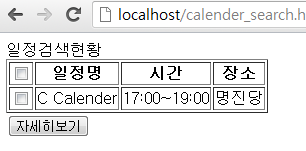 localhost/calender_search.h
일정검색현황
일정명 시간 장소
C Calender 17:00~19:00 명진당
자세히보기